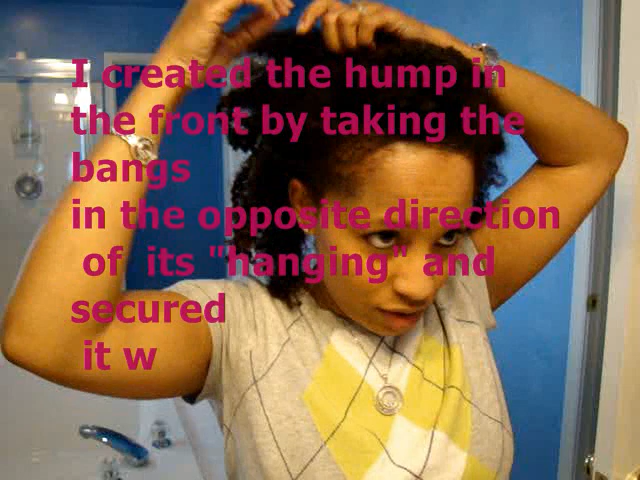 I created the hump in
the front by taking the
bangs
in the opposite direction
of its "hanging" and
secured
it w